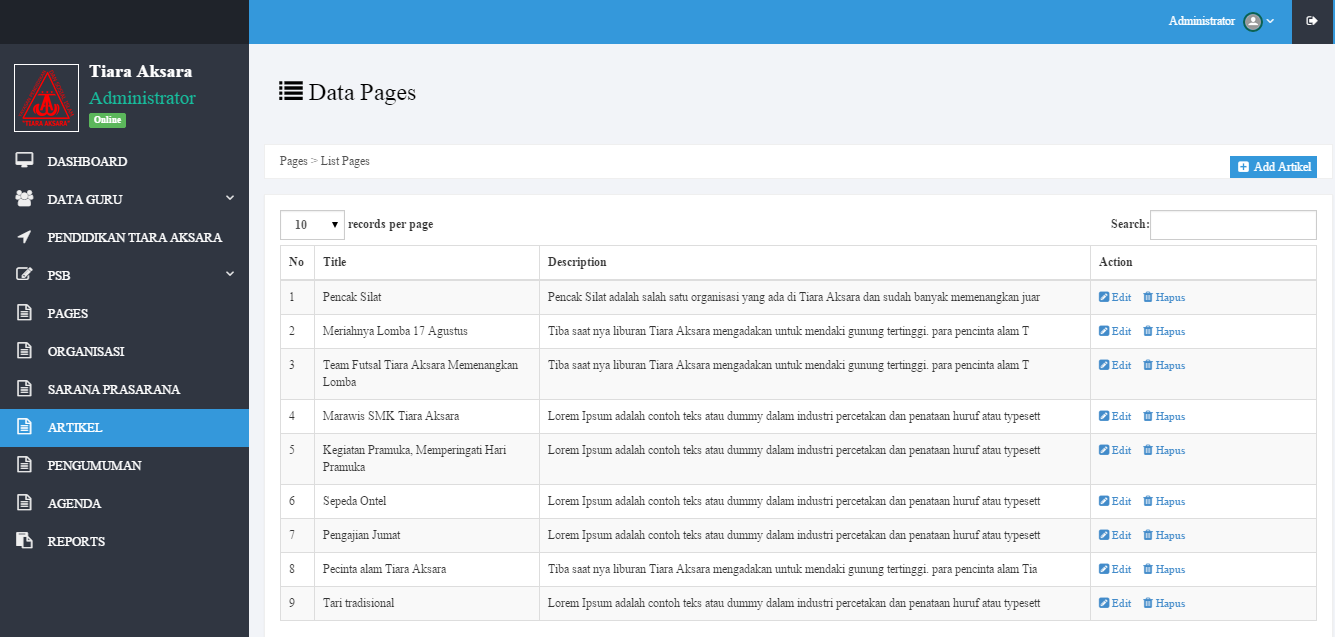 Administrator
Tiara Aksara
Administrator
Online
TIARA AKSARA
DASHBOARD
DATA GURU
PENDIDIKAN TIARA AKSARA
PSB
PAGES
ORGANISASI
SARANA PRASARANA
ARTIKEL
PENGUMUMAN
AGENDA
REPORTS
Data Pages
Pages > List Pages
Add Artikel
10 records per page
Search:
No Title Description Action
1 Pencak Silat Pencak Silat adalah salah satu organisasi yang ada di Tiara Aksara dan sudah banyak memenangkan juar Edit Hapus
2 Meriahnya Lomba 17 Agustus Tiba saat nya liburan Tiara Aksara mengadakan untuk mendaki gunung tertinggi. para pencinta alam T Edit Hapus
3 Team Futsal Tiara Aksara Memenangkan Tiba saat nya liburan Tiara Aksara mengadakan untuk mendaki gunung tertinggi. para pencinta alam T Edit Hapus
Lomba
4 Marawis SMK Tiara Aksara Lorem Ipsum adalah contoh teks atau dummy dalam industri percetakan dan penataan huruf atau typesett Edit Hapus
5 Kegiatan Pramuka, Memperingati Hari Lorem Ipsum adalah contoh teks atau dummy dalam industri percetakan dan penataan huruf atau typesett Edit Hapus
Pramuka
6 Sepeda Ontel Lorem Ipsum adalah contoh teks atau dummy dalam industri percetakan dan penataan huruf atau typesett Edit Hapus
7 Pengajian Jumat Lorem Ipsum adalah contoh teks atau dummy dalam industri percetakan dan penataan huruf atau typesett Edit Hapus
8 Pecinta alam Tiara Aksara Tiba saat nya liburan Tiara Aksara mengadakan untuk mendaki gunung tertinggi. para pencinta alam Tia Edit Hapus
9 Tari tradisional Lorem Ipsum adalah contoh teks atau dummy dalam industri percetakan dan penataan huruf atau typesett Edit Hapus